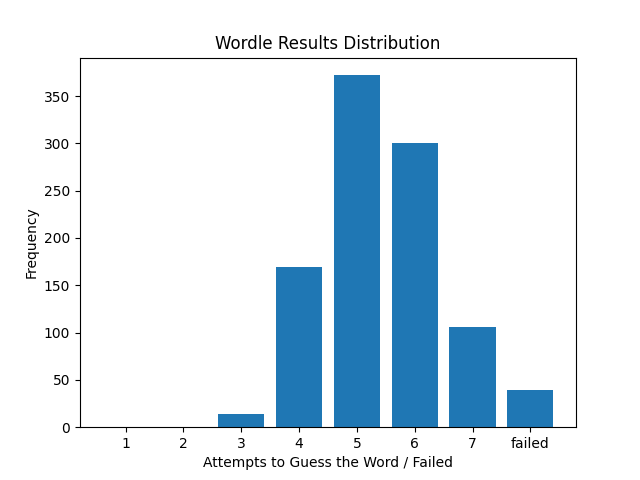 Wordle Results Distribution
350
300
250
200
150
100
50
0
Frequency
1 2 3 4 5 6 7 failed
Attempts to Guess the Word / Failed